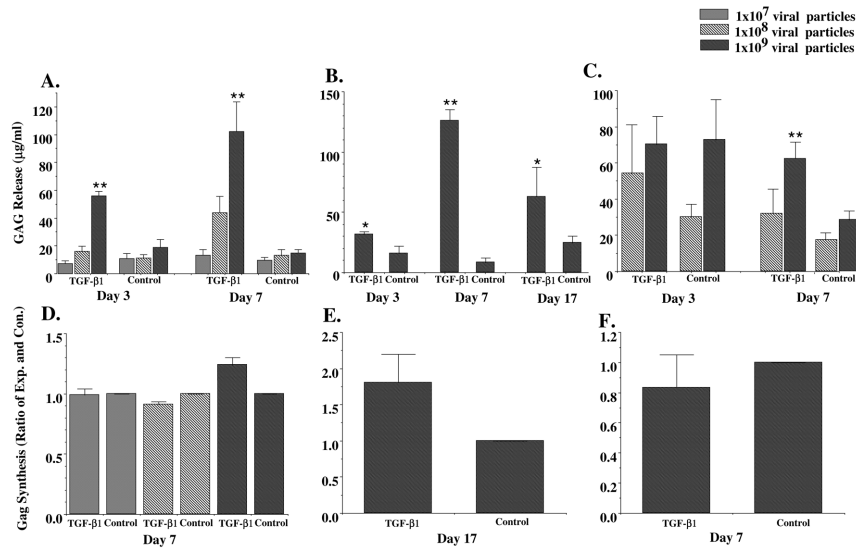 1x10⁷ viral particles
1x10⁸ viral particles
1x10⁹ viral particles
A.
GAG Release (µg/ml)
120
100
80
60
40
20
0
**
**
TGF-β1 Control TGF-β1 Control
Day 3 Day 7
B.
150
100
50
0
*
**
*
TGF-β1 Control TGF-β1 Control TGF-β1 Control
Day 3 Day 7 Day 17
C.
100
80
60
40
20
0
**
TGF-β1 Control TGF-β1 Control
Day 3 Day 7
D.
Gag Synthesis (Ratio of Exp. and Con.)
1.5
1.0
0.5
0.0
TGF-β1 Control TGF-β1 Control TGF-β1 Control
Day 7
E.
2.5
2.0
1.5
1.0
0.5
0.0
TGF-β1 Control
Day 17
F.
1.2
1.0
0.8
0.6
0.4
0.2
0.0
TGF-β1 Control
Day 7